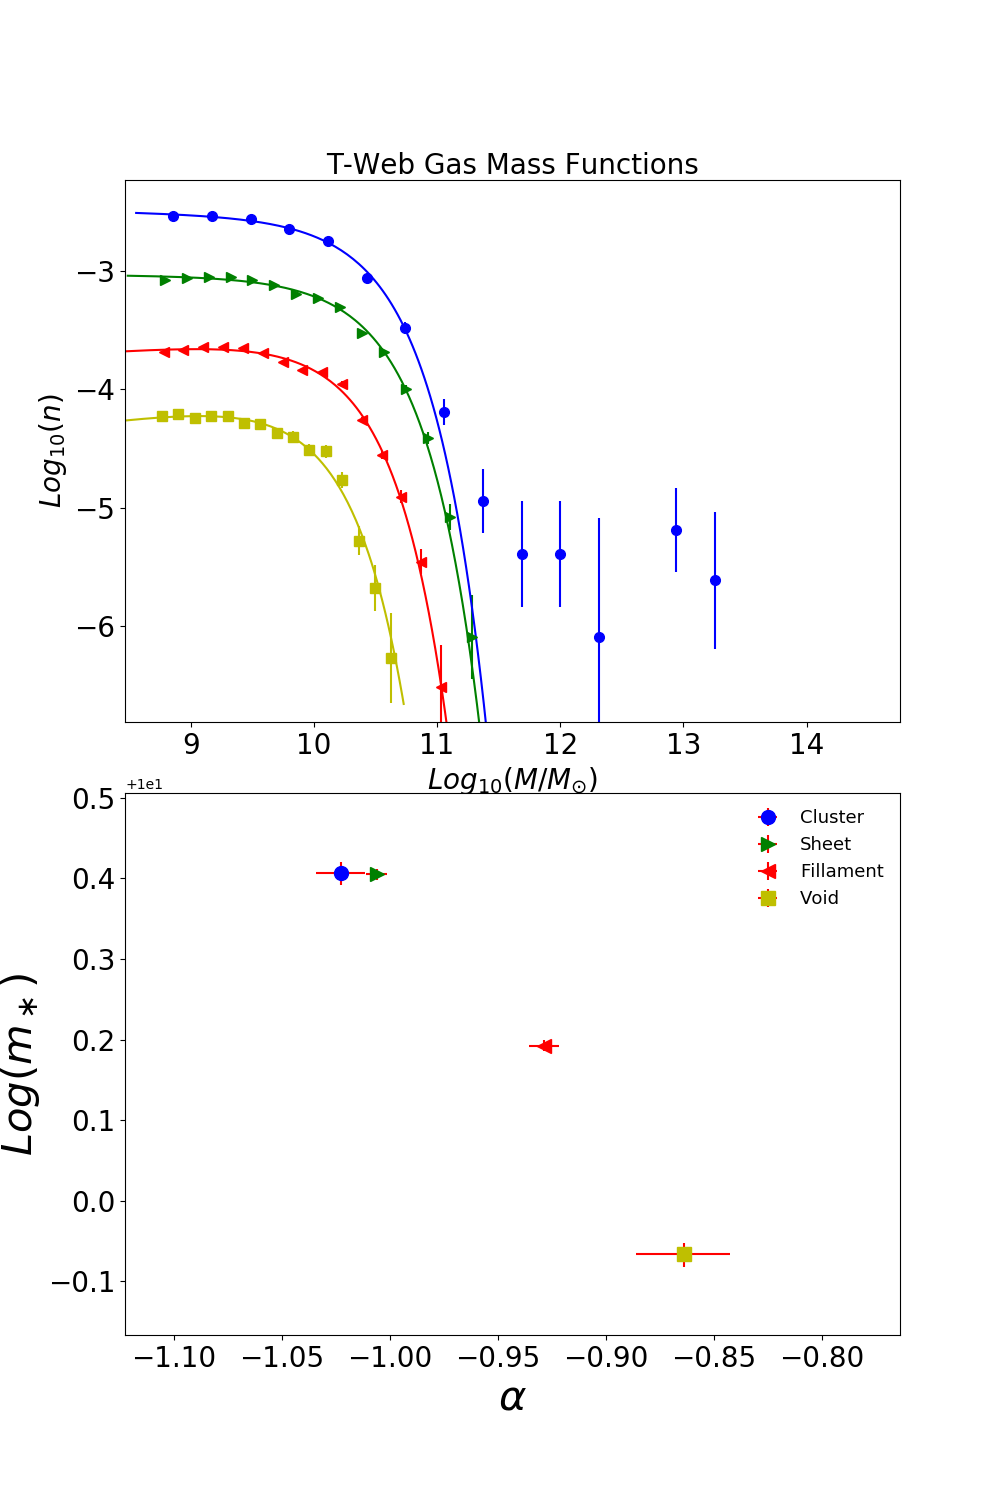 T-Web Gas Mass Functions
Log₁₀(n)
−3
−4
−5
−6
9 10 11 12 13 14
Log₁₀(M/M☉)
+1e1
Log(m∗)
0.5
0.4
0.3
0.2
0.1
0.0
−0.1
Cluster
Sheet
Fillament
Void
−1.10 −1.05 −1.00 −0.95 −0.90 −0.85 −0.80
α